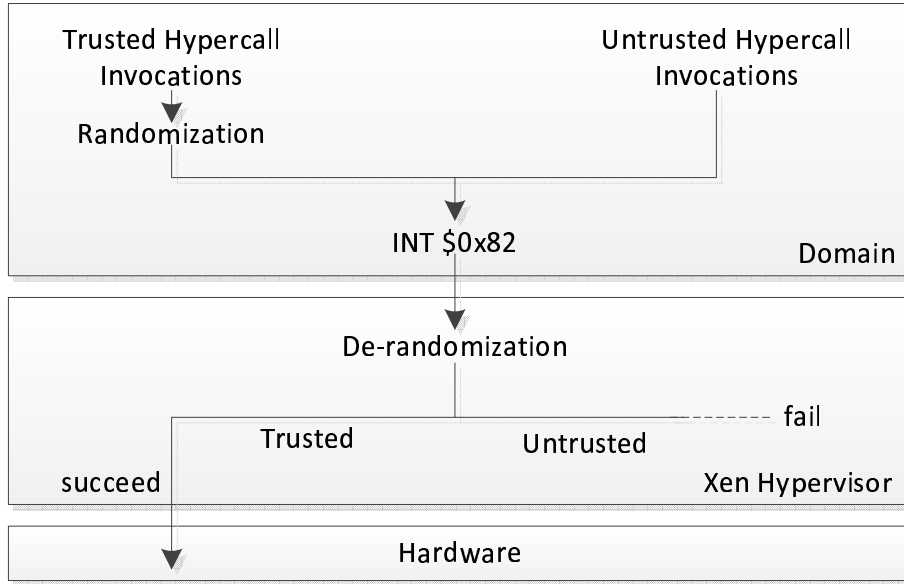 Trusted Hypercall
Invocations
Untrusted Hypercall
Invocations
Randomization
INT $0x82
Domain
De-randomization
fail
Trusted
Untrusted
succeed
Xen Hypervisor
Hardware